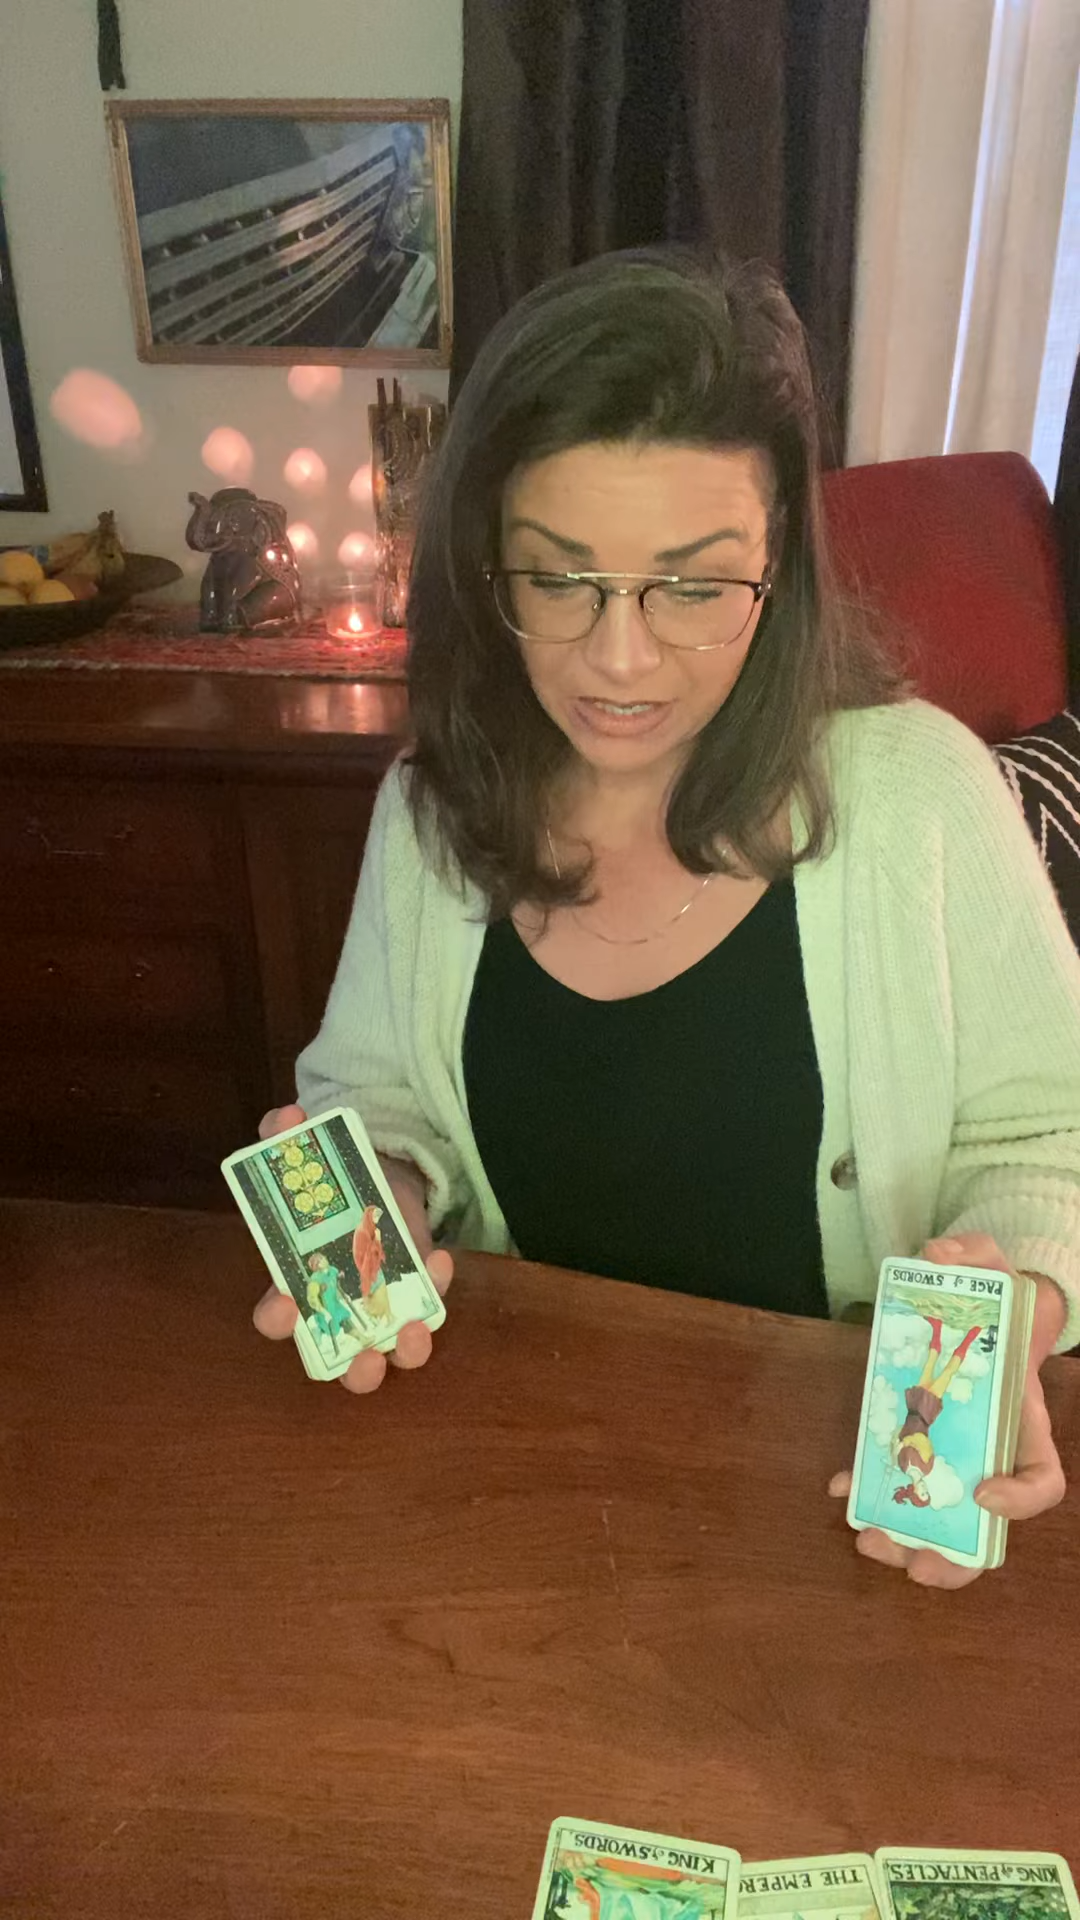 PAGE of SWORDS.
KING of SWORDS.
THE EMPER
KING of PENTACLES.